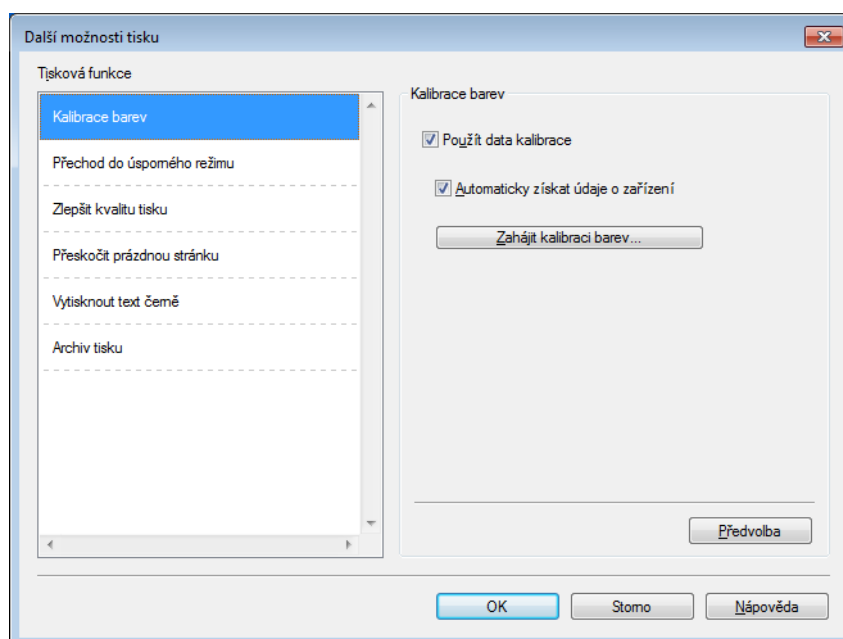 Další možnosti tisku
Tisková funkce
Kalibrace barev
Přechod do úsporného režimu
Zlepšit kvalitu tisku
Přeskočit prázdnou stránku
Vytisknout text černě
Archiv tisku
Kalibrace barev
Použít data kalibrace
Automaticky získat údaje o zařízení
Zahájit kalibraci barev...
Předvolba
OK
Storno
Nápověda